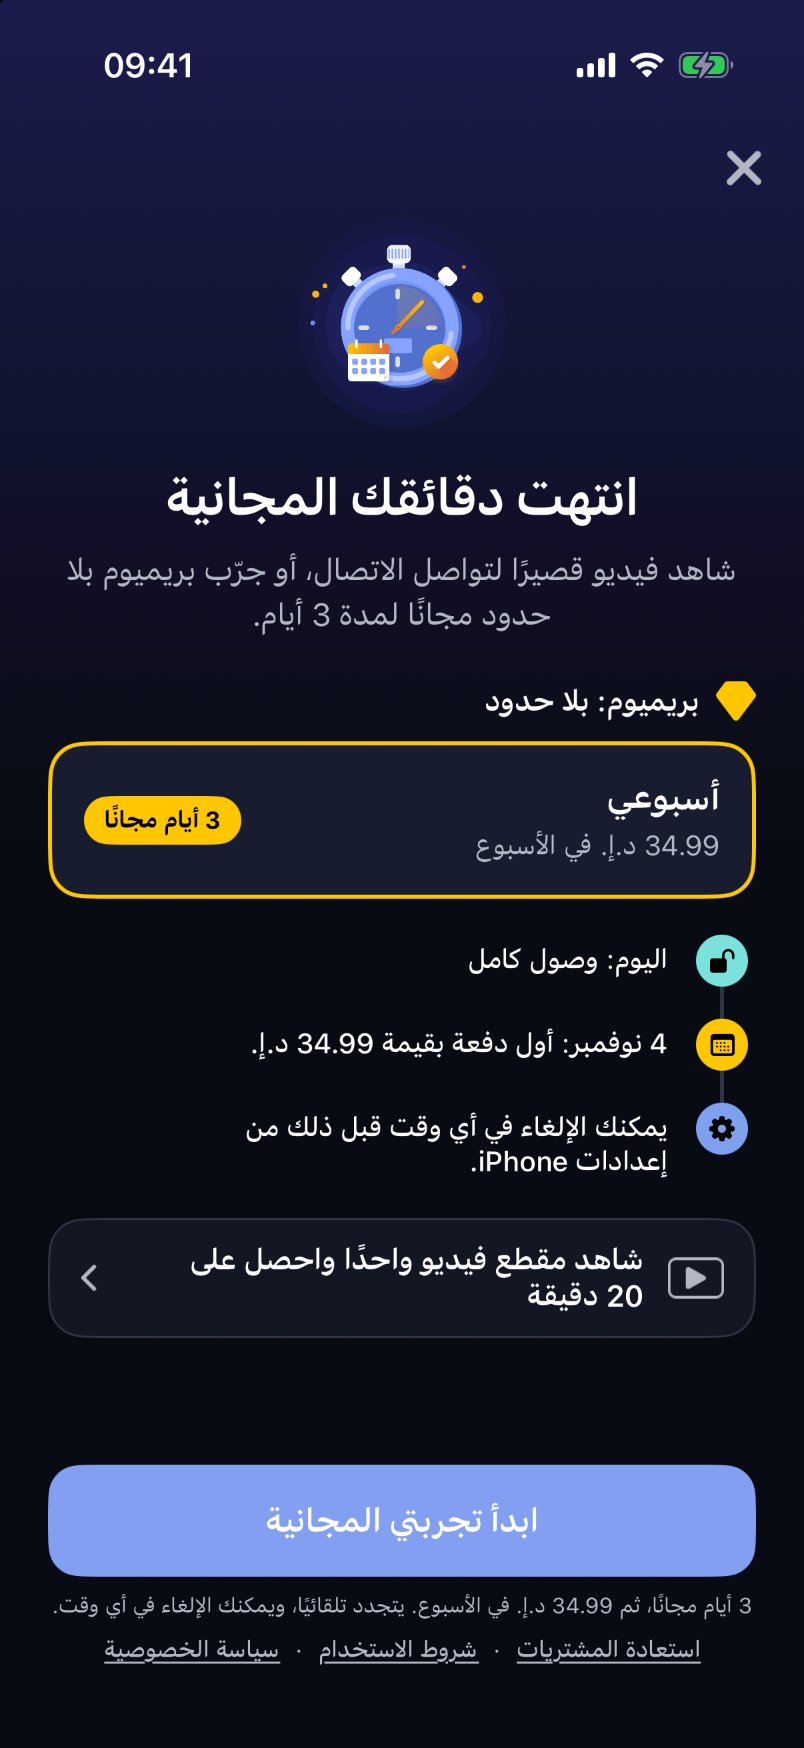 09:41
انتهت دقائقك المجانية
شاهد فيديو قصيرًا لتواصل الاتصال، أو جرّب بريميوم بلا
حدود مجانًا لمدة 3 أيام.
بريميوم: بلا حدود
أسبوعي
34.99 د.إ. في الأسبوع
3 أيام مجانًا
اليوم: وصول كامل
4 نوفمبر: أول دفعة بقيمة 34.99 د.إ.
يمكنك الإلغاء في أي وقت قبل ذلك من
إعدادات iPhone.
شاهد مقطع فيديو واحدًا واحصل على
20 دقيقة
ابدأ تجربتي المجانية
3 أيام مجانًا، ثم 34.99 د.إ. في الأسبوع. يتجدد تلقائيًا، ويمكنك الإلغاء في أي وقت.
استعادة المشتريات · شروط الاستخدام · سياسة الخصوصية